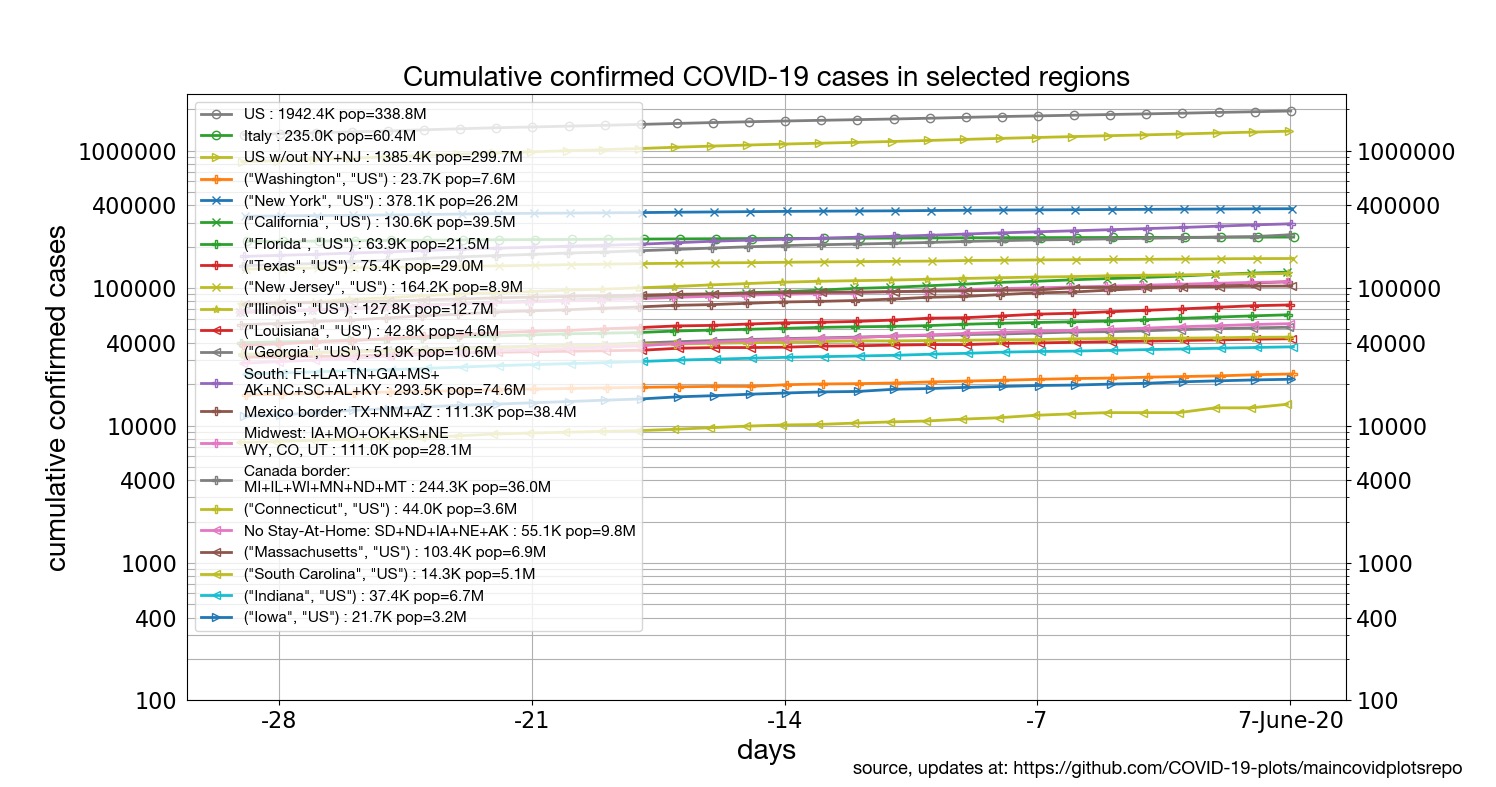 Cumulative confirmed COVID-19 cases in selected regions
US : 1942.4K pop=338.8M
Italy : 235.0K pop=60.4M
US w/out NY+NJ : 1385.4K pop=299.7M
("Washington", "US") : 23.7K pop=7.6M
("New York", "US") : 378.1K pop=26.2M
("California", "US") : 130.6K pop=39.5M
("Florida", "US") : 63.9K pop=21.5M
("Texas", "US") : 75.4K pop=29.0M
("New Jersey", "US") : 164.2K pop=8.9M
("Illinois", "US") : 127.8K pop=12.7M
("Louisiana", "US") : 42.8K pop=4.6M
("Georgia", "US") : 51.9K pop=10.6M
South: FL+LA+TN+GA+MS+
AK+NC+SC+AL+KY : 293.5K pop=74.6M
Mexico border: TX+NM+AZ : 111.3K pop=38.4M
Midwest: IA+MO+OK+KS+NE
WY, CO, UT : 111.0K pop=28.1M
Canada border:
MI+IL+WI+MN+ND+MT : 244.3K pop=36.0M
("Connecticut", "US") : 44.0K pop=3.6M
No Stay-At-Home: SD+ND+IA+NE+AK : 55.1K pop=9.8M
("Massachusetts", "US") : 103.4K pop=6.9M
("South Carolina", "US") : 14.3K pop=5.1M
("Indiana", "US") : 37.4K pop=6.7M
("Iowa", "US") : 21.7K pop=3.2M
cumulative confirmed cases
1000000
400000
100000
40000
10000
4000
1000
400
100
1000000
400000
100000
40000
10000
4000
1000
400
100
-28 -21 -14 -7 7-June-20
days
source, updates at: https://github.com/COVID-19-plots/maincovidplotsrepo